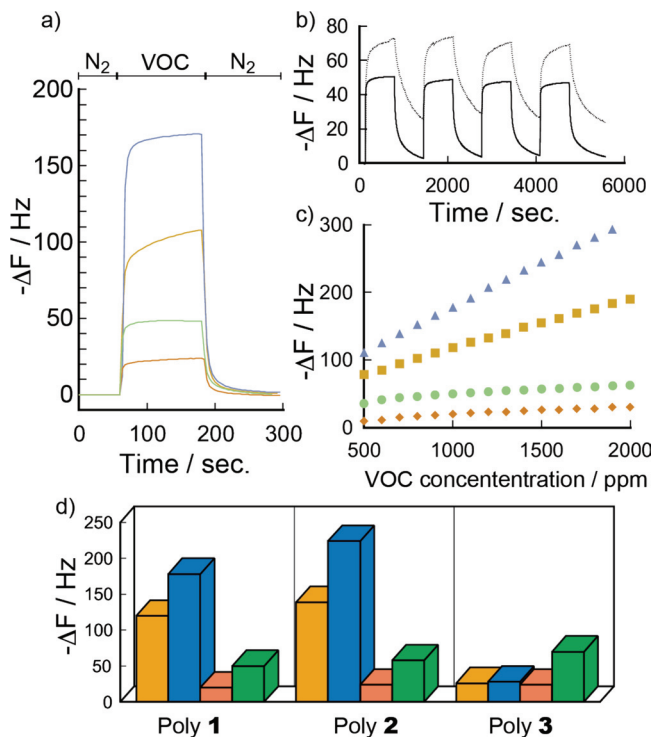 a)
N2 VOC N2
200
150
100
50
0
-ΔF / Hz
0 100 200 300
Time / sec.
b)
80
60
40
20
0
-ΔF / Hz
0 2000 4000 6000
Time / sec.
c)
300
200
100
0
-ΔF / Hz
500 1000 1500 2000
VOC concententration / ppm
d)
250
200
150
100
50
0
-ΔF / Hz
Poly 1 Poly 2 Poly 3